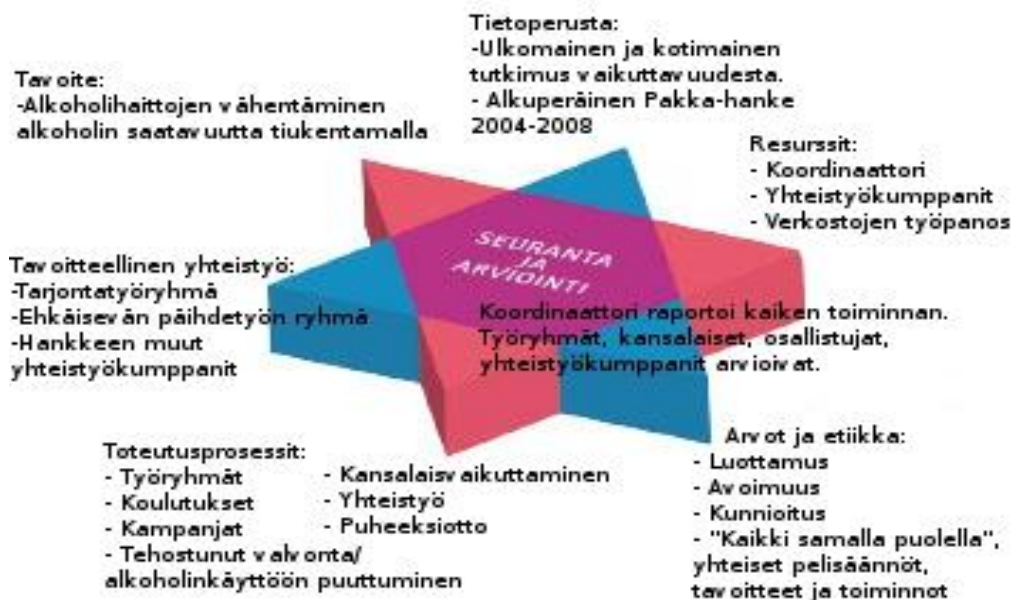 Tavoite:
-Alkoholihaittojen vähentäminen
alkoholin saatavuutta tiukentamalla
Tietoperusta:
-Ulkomainen ja kotimainen
tutkimus vaikuttavuudesta.
- Alkuperäinen Pakka-hanke
2004-2008
Resurssit:
- Koordinaattori
- Yhteistyökumppanit
- Verkostojen työpanos
SEURANTA
JA
ARVIOINTI
Tavoitteellinen yhteistyö:
-Tarjontatyöryhmä
-Ehkäisevän päihdetyön ryhmä
-Hankkeen muut
yhteistyökumppanit
Koordinaattori raportoi kaiken toiminnan.
Työryhmät, kansalaiset, osallistujat,
yhteistyökumppanit arvioivat.
Toteutusprosessit:
- Työryhmät
- Koulutukset
- Kampanjat
- Tehostunut valvonta/
alkoholinkäyttöön puuttuminen
- Kansalaisvaikuttaminen
- Yhteistyö
- Puheeksiotto
Arvot ja etiikka:
- Luottamus
- Avoimuus
- Kunnioitus
- "Kaikki samalla puolella",
yhteiset pelisäännöt,
tavoitteet ja toiminnot